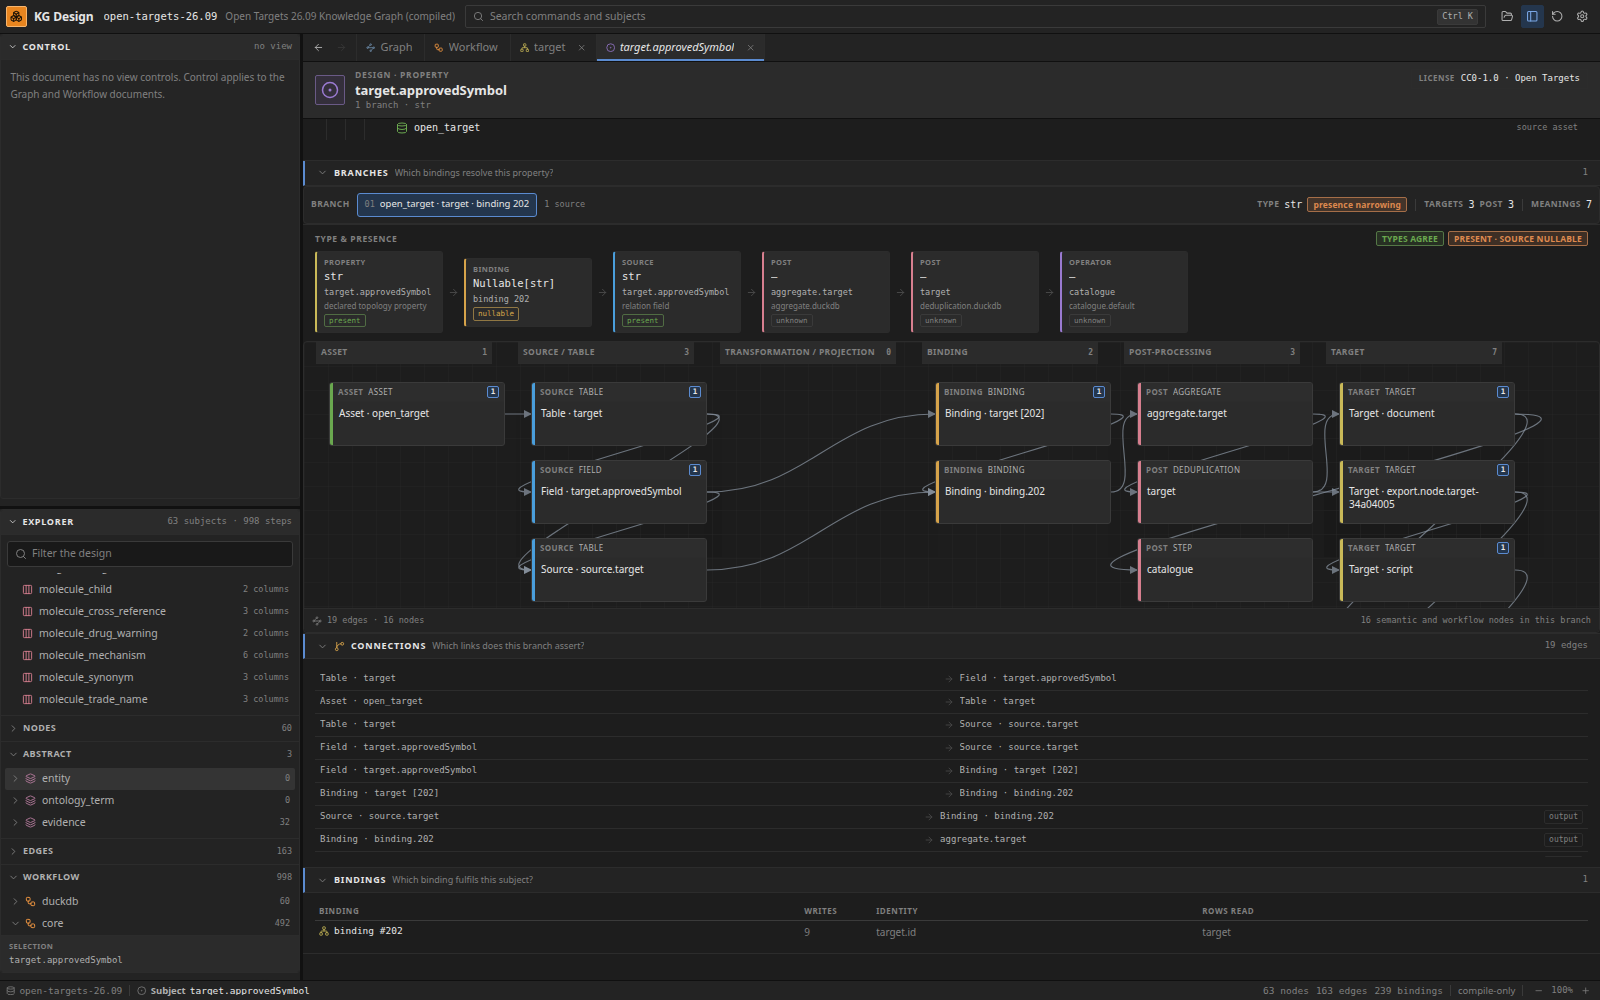 KG Design open-targets-26.09 Open Targets 26.09 Knowledge Graph (compiled)
Search commands and subjects
Ctrl K
CONTROL no view
This document has no view controls. Control applies to the
Graph and Workflow documents.
EXPLORER 63 subjects · 998 steps
Filter the design
molecule_child 2 columns
molecule_cross_reference 3 columns
molecule_drug_warning 2 columns
molecule_mechanism 6 columns
molecule_synonym 3 columns
molecule_trade_name 3 columns
NODES 60
ABSTRACT 3
entity 0
ontology_term 0
evidence 32
EDGES 163
WORKFLOW 998
duckdb 60
core 492
SELECTION
target.approvedSymbol
Graph
Workflow
target
target.approvedSymbol
DESIGN · PROPERTY
target.approvedSymbol
1 branch · str
LICENSE CC0-1.0 · Open Targets
open_target source asset
BRANCHES Which bindings resolve this property? 1
BRANCH 01 open_target · target · binding 202 1 source
TYPE str presence narrowing TARGETS 3 POST 3 MEANINGS 7
TYPE & PRESENCE TYPES AGREE PRESENT · SOURCE NULLABLE
PROPERTY
str
target.approvedSymbol
declared topology property
present
BINDING
Nullable[str]
binding 202
nullable
SOURCE
str
target.approvedSymbol
relation field
present
POST
—
aggregate.target
aggregate.duckdb
unknown
POST
—
target
deduplication.duckdb
unknown
OPERATOR
—
catalogue
catalogue.default
unknown
ASSET 1
SOURCE / TABLE 3
TRANSFORMATION / PROJECTION 0
BINDING 2
POST-PROCESSING 3
TARGET 7
ASSET ASSET 1
Asset · open_target
SOURCE TABLE 1
Table · target
SOURCE FIELD 1
Field · target.approvedSymbol
SOURCE TABLE
Source · source.target
BINDING BINDING 1
Binding · target [202]
BINDING BINDING
Binding · binding.202
POST AGGREGATE
aggregate.target
POST DEDUPLICATION
target
POST STEP
catalogue
TARGET TARGET 1
Target · document
TARGET TARGET 1
Target · export.node.target-
34a04005
TARGET TARGET 1
Target · script
19 edges · 16 nodes 16 semantic and workflow nodes in this branch
CONNECTIONS Which links does this branch assert? 19 edges
Table · target → Field · target.approvedSymbol
Asset · open_target → Table · target
Table · target → Source · source.target
Field · target.approvedSymbol → Source · source.target
Field · target.approvedSymbol → Binding · target [202]
Binding · target [202] → Binding · binding.202
Source · source.target → Binding · binding.202 output
Binding · binding.202 → aggregate.target output
BINDINGS Which binding fulfils this subject? 1
BINDING WRITES IDENTITY ROWS READ
binding #202 9 target.id target
open-targets-26.09 Subject target.approvedSymbol
63 nodes 163 edges 239 bindings compile-only − 100% +